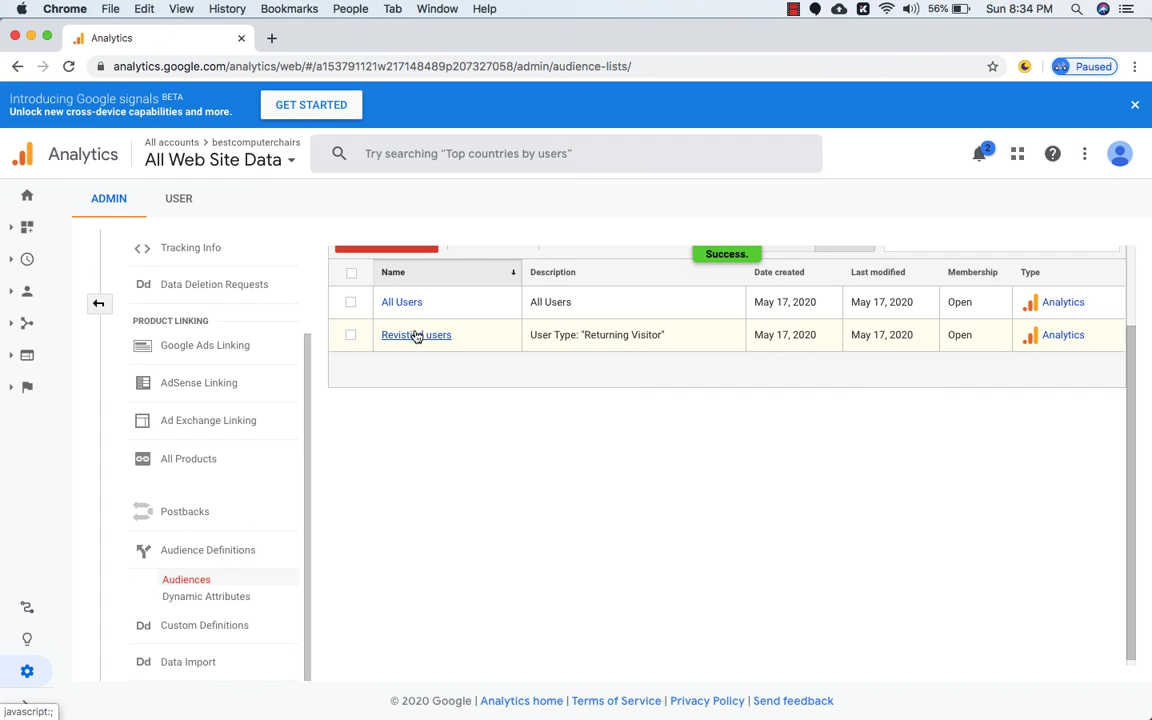 Chrome File Edit View History Bookmarks People Tab Window Help 56% Sun 8:34 PM
Analytics
analytics.google.com/analytics/web/#/a153791121w217148489p207327058/admin/audience-lists/ Paused
Introducing Google signals BETA
Unlock new cross-device capabilities and more.
GET STARTED
Analytics
All accounts > bestcomputerchairs
All Web Site Data
Try searching "Top countries by users"
2
ADMIN USER
Tracking Info
Dd Data Deletion Requests
PRODUCT LINKING
Google Ads Linking
AdSense Linking
Ad Exchange Linking
All Products
Postbacks
Audience Definitions
Audiences
Dynamic Attributes
Dd Custom Definitions
Dd Data Import
Success.
Name Description Date created Last modified Membership Type
All Users All Users May 17, 2020 May 17, 2020 Open Analytics
users User Type: "Returning Visitor" May 17, 2020 May 17, 2020 Open Analytics
© 2020 Google | Analytics home | Terms of Service | Privacy Policy | Send feedback
javascript:;